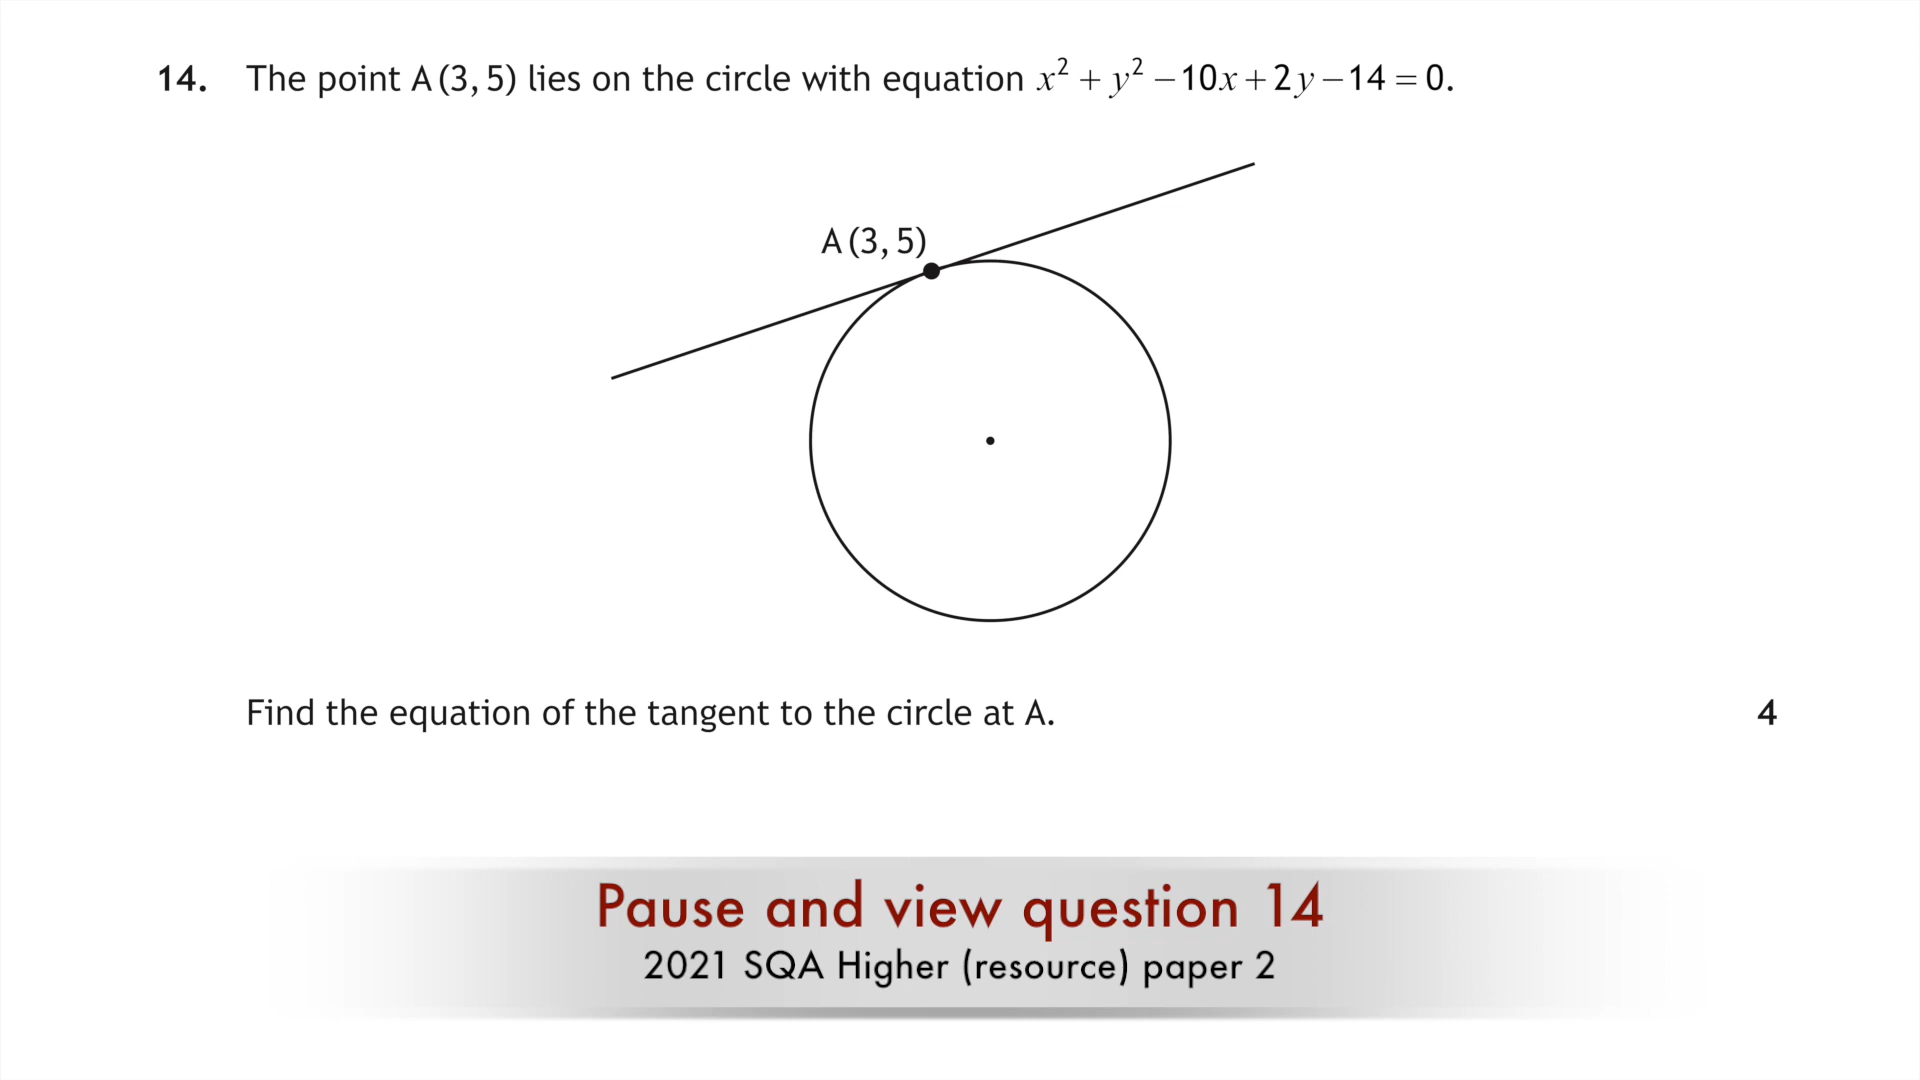 14. The point A (3, 5) lies on the circle with equation x² + y² − 10x + 2y − 14 = 0.
A (3, 5)
Find the equation of the tangent to the circle at A. 4
Pause and view question 14
2021 SQA Higher (resource) paper 2